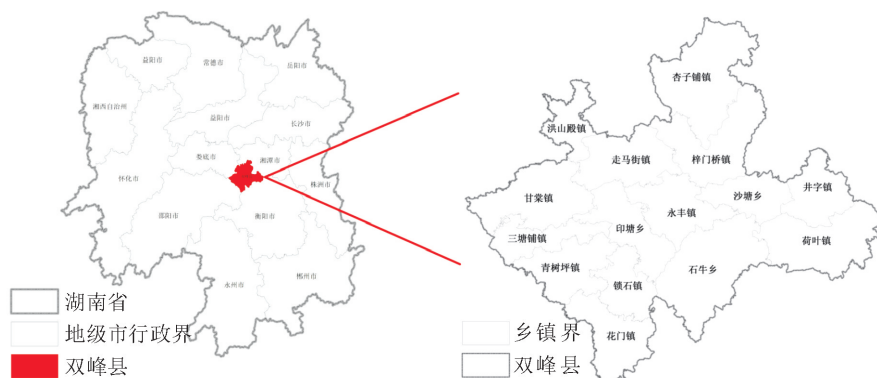 益阳市
常德市
岳阳市
湘西自治州
益阳市
长沙市
娄底市
湘潭市
怀化市
株洲市
邵阳市
衡阳市
永州市
郴州市
湖南省
地级市行政界
双峰县
杏子铺镇
洪山殿镇
走马街镇
梓门桥镇
甘棠镇
沙塘乡
井字镇
永丰镇
三塘铺镇
印塘乡
荷叶镇
青树坪镇
石牛乡
锁石镇
花门镇
乡镇界
双峰县